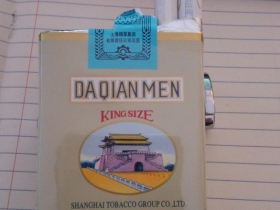 DAQIANMEN
KING SIZE
SHANGHAI TOBACCO GROUP CO.,LTD.